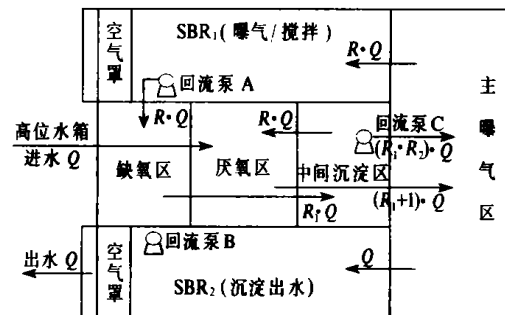 空气罩
SBR₁(曝气/搅拌)
R·Q
主曝气区
回流泵 A
R·Q
R·Q
回流泵C
(R₁·R₂)·Q
高位水箱
进水 Q
缺氧区
厌氧区
中间沉淀区
R₁·Q
(R₁+1)·Q
空气罩
回流泵 B
出水 Q
Q
SBR₂(沉淀出水)